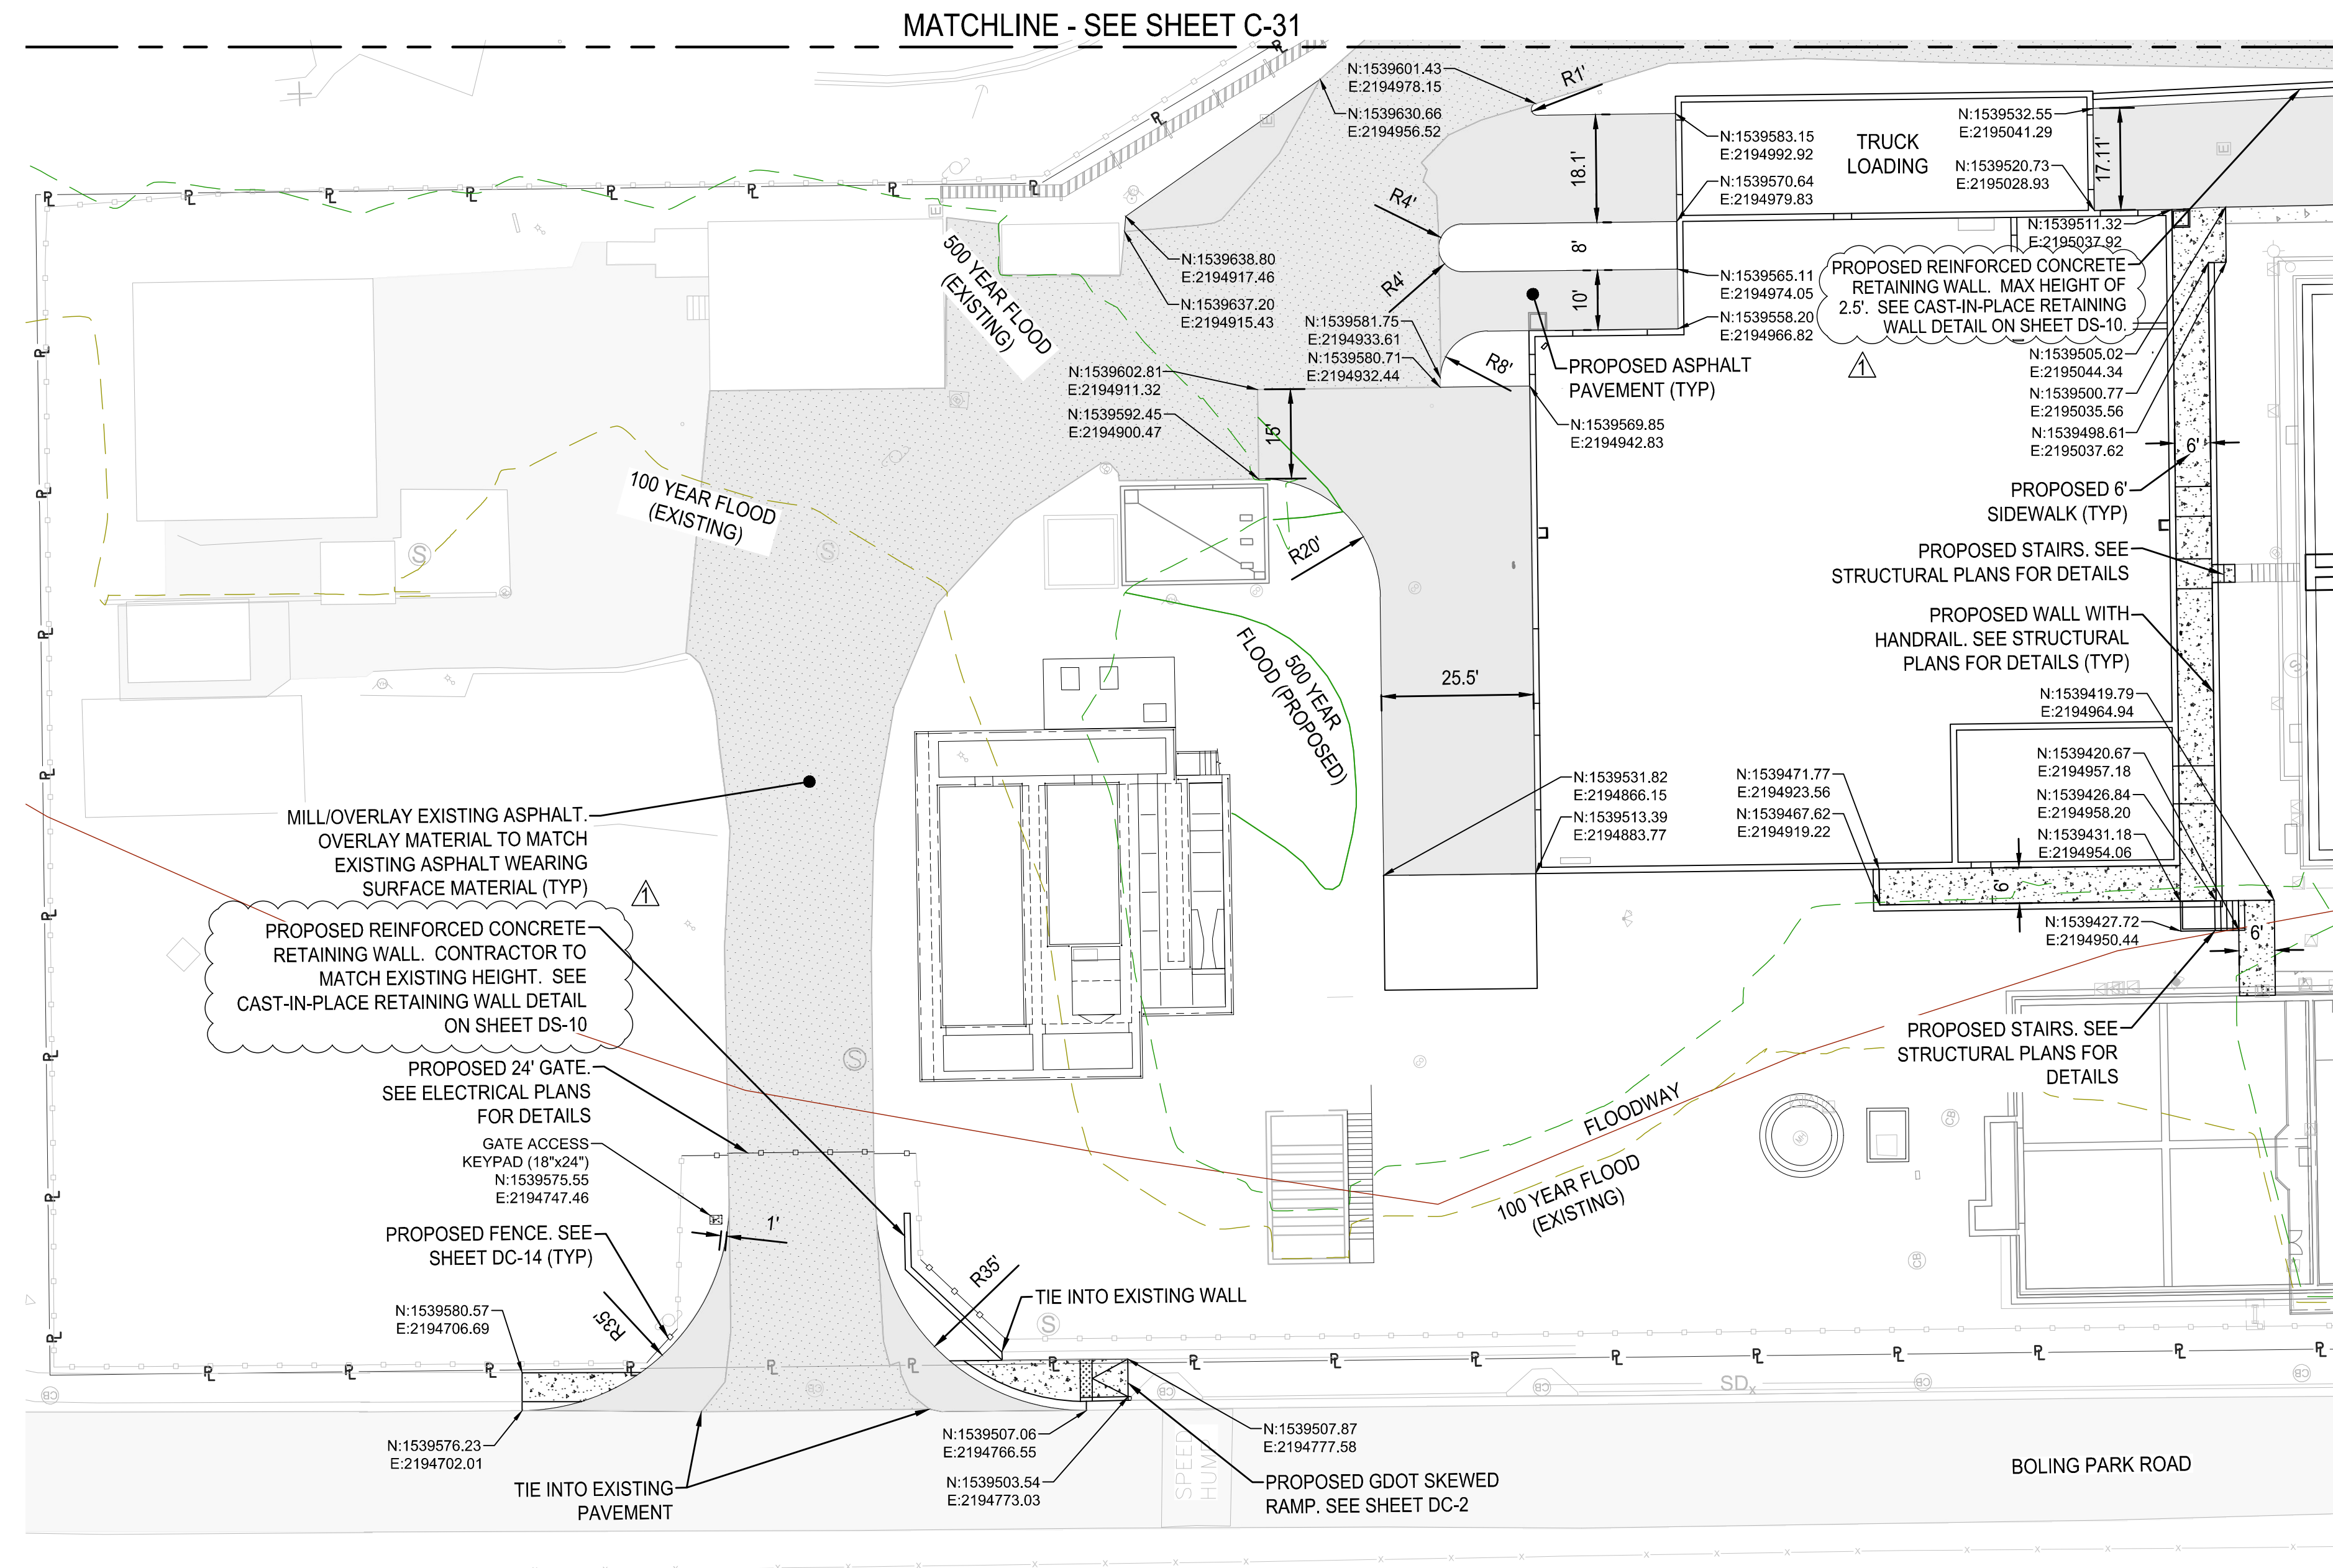 MATCHLINE - SEE SHEET C-31
N:1539601.43
E:2194978.15
R1'
N:1539630.66
E:2194956.52
18.1'
N:1539583.15
E:2194992.92
TRUCK
LOADING
N:1539532.55
E:2195041.29
17.11'
N:1539520.73
E:2195028.93
N:1539570.64
E:2194979.83
R4'
8'
R4'
N:1539511.32
E:2195037.92
500 YEAR FLOOD
(EXISTING)
N:1539638.80
E:2194917.46
N:1539637.20
E:2194915.43
N:1539565.11
E:2194974.05
10'
N:1539558.20
E:2194966.82
PROPOSED REINFORCED CONCRETE
RETAINING WALL. MAX HEIGHT OF
2.5'. SEE CAST-IN-PLACE RETAINING
WALL DETAIL ON SHEET DS-10.
1
N:1539581.75
E:2194933.61
N:1539580.71
E:2194932.44
R8'
PROPOSED ASPHALT
PAVEMENT (TYP)
N:1539602.81
E:2194911.32
N:1539592.45
E:2194900.47
15'
N:1539569.85
E:2194942.83
N:1539505.02
E:2195044.34
N:1539500.77
E:2195035.56
N:1539498.61
E:2195037.62
6'
100 YEAR FLOOD
(EXISTING)
PROPOSED 6'
SIDEWALK (TYP)
R20'
PROPOSED STAIRS. SEE
STRUCTURAL PLANS FOR DETAILS
PROPOSED WALL WITH
HANDRAIL. SEE STRUCTURAL
PLANS FOR DETAILS (TYP)
500 YEAR
FLOOD (PROPOSED)
25.5'
N:1539419.79
E:2194964.94
N:1539531.82
E:2194866.15
N:1539513.39
E:2194883.77
N:1539471.77
E:2194923.56
N:1539467.62
E:2194919.22
N:1539420.67
E:2194957.18
N:1539426.84
E:2194958.20
N:1539431.18
E:2194954.06
6'
N:1539427.72
E:2194950.44
6'
MILL/OVERLAY EXISTING ASPHALT.
OVERLAY MATERIAL TO MATCH
EXISTING ASPHALT WEARING
SURFACE MATERIAL (TYP)
1
PROPOSED REINFORCED CONCRETE
RETAINING WALL. CONTRACTOR TO
MATCH EXISTING HEIGHT. SEE
CAST-IN-PLACE RETAINING WALL DETAIL
ON SHEET DS-10
PROPOSED 24' GATE.
SEE ELECTRICAL PLANS
FOR DETAILS
GATE ACCESS
KEYPAD (18"x24")
N:1539575.55
E:2194747.46
1'
PROPOSED FENCE. SEE
SHEET DC-14 (TYP)
PROPOSED STAIRS. SEE
STRUCTURAL PLANS FOR
DETAILS
FLOODWAY
100 YEAR FLOOD
(EXISTING)
R35'
R35'
TIE INTO EXISTING WALL
N:1539580.57
E:2194706.69
SDx
N:1539576.23
E:2194702.01
TIE INTO EXISTING
PAVEMENT
N:1539507.06
E:2194766.55
N:1539503.54
E:2194773.03
SPEED
HUMP
N:1539507.87
E:2194777.58
PROPOSED GDOT SKEWED
RAMP. SEE SHEET DC-2
BOLING PARK ROAD